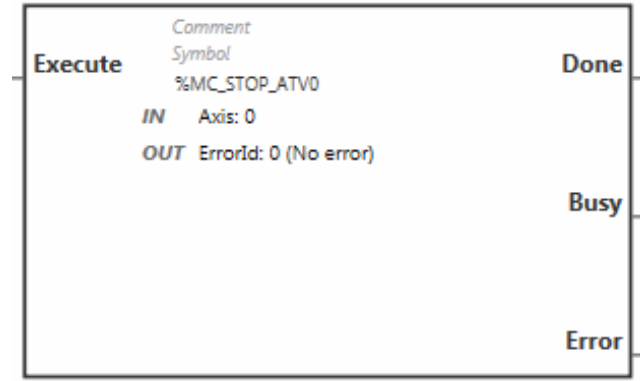 Comment
Symbol
Execute
Done
%MC_STOP_ATV0
IN Axis: 0
OUT ErrorId: 0 (No error)
Busy
Error